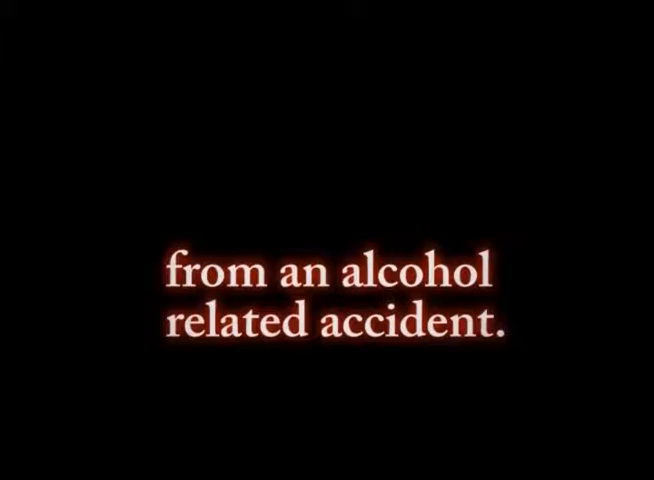 from an alcohol
related accident.